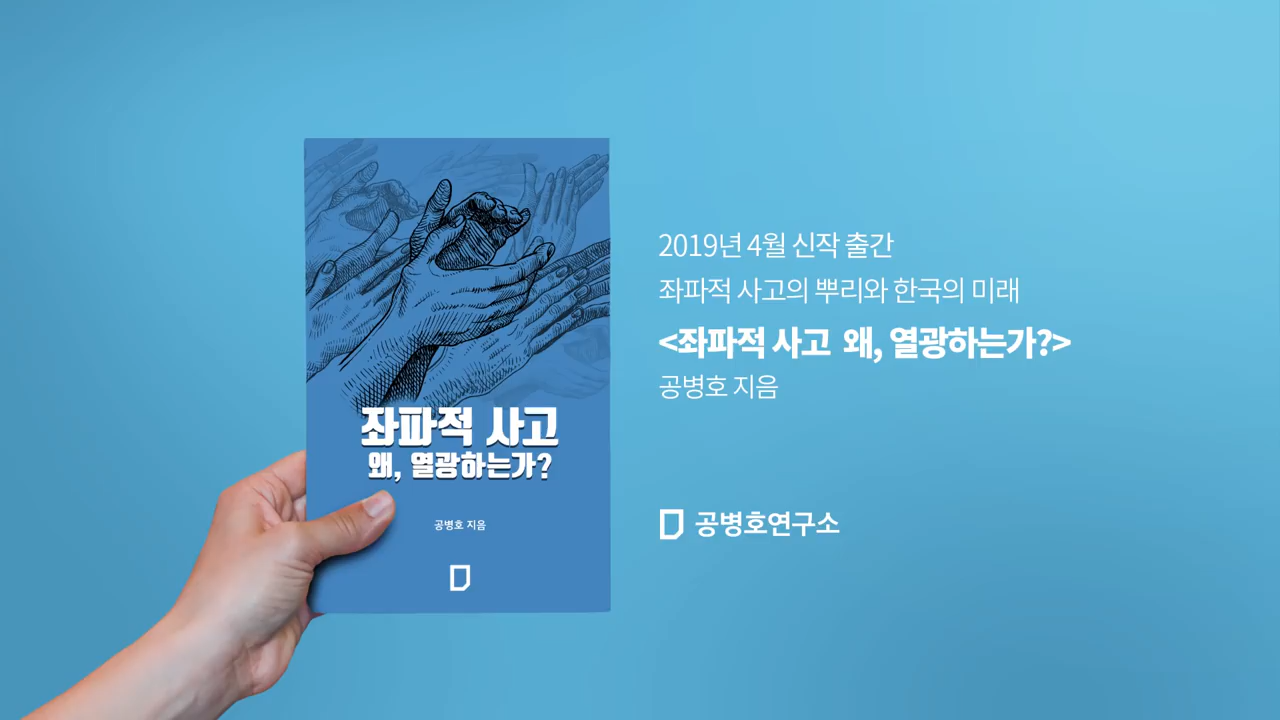 좌파적 사고
왜, 열광하는가?
공병호 지음
2019년 4월 신작 출간
좌파적 사고의 뿌리와 한국의 미래
<좌파적 사고 왜, 열광하는가?>
공병호 지음
공병호연구소